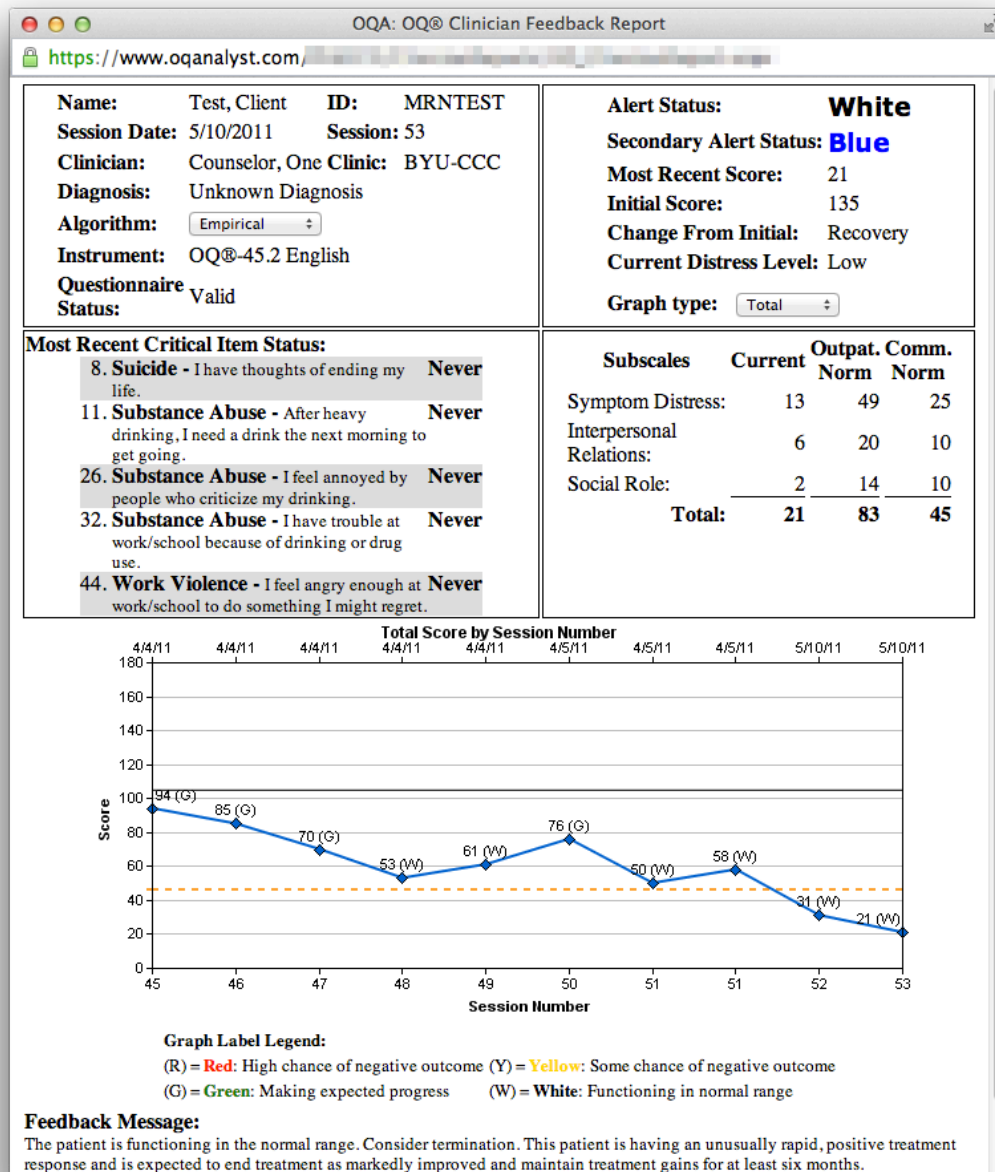 OQA: OQ® Clinician Feedback Report
https://www.oqanalyst.com/
Name: Test, Client ID: MRNTEST
Session Date: 5/10/2011 Session: 53
Clinician: Counselor, One Clinic: BYU-CCC
Diagnosis: Unknown Diagnosis
Algorithm: Empirical
Instrument: OQ®-45.2 English
Questionnaire
Status: Valid
Alert Status: White
Secondary Alert Status: Blue
Most Recent Score: 21
Initial Score: 135
Change From Initial: Recovery
Current Distress Level: Low
Graph type: Total
Most Recent Critical Item Status:
8. Suicide - I have thoughts of ending my Never
life.
11. Substance Abuse - After heavy Never
drinking, I need a drink the next morning to
get going.
26. Substance Abuse - I feel annoyed by Never
people who criticize my drinking.
32. Substance Abuse - I have trouble at Never
work/school because of drinking or drug
use.
44. Work Violence - I feel angry enough at Never
work/school to do something I might regret.
Subscales Current Outpat. Comm.
Norm Norm
Symptom Distress: 13 49 25
Interpersonal
Relations: 6 20 10
Social Role: 2 14 10
Total: 21 83 45
Total Score by Session Number
4/4/11 4/4/11 4/4/11 4/4/11 4/4/11 4/5/11 4/5/11 4/5/11 5/10/11 5/10/11
180
160
140
120
100
80
60
40
20
0
Score
94 (G)
85 (G)
70 (G)
53 (W)
61 (W)
76 (G)
50 (W)
58 (W)
31 (W)
21 (W)
45 46 47 48 49 50 51 51 52 53
Session Number
Graph Label Legend:
(R) = Red: High chance of negative outcome (Y) = Yellow: Some chance of negative outcome
(G) = Green: Making expected progress (W) = White: Functioning in normal range
Feedback Message:
The patient is functioning in the normal range. Consider termination. This patient is having an unusually rapid, positive treatment
response and is expected to end treatment as markedly improved and maintain treatment gains for at least six months.